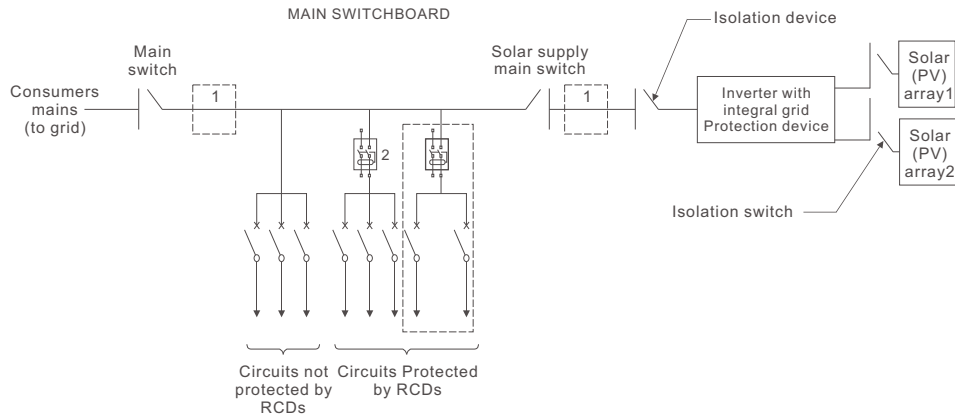 MAIN SWITCHBOARD
Isolation device
Main
switch
Solar supply
main switch
Consumers
mains
(to grid)
1
1
Inverter with
integral grid
Protection device
Solar
(PV)
array1
Solar
(PV)
array2
2
Isolation switch
Circuits not
protected by
RCDs
Circuits Protected
by RCDs